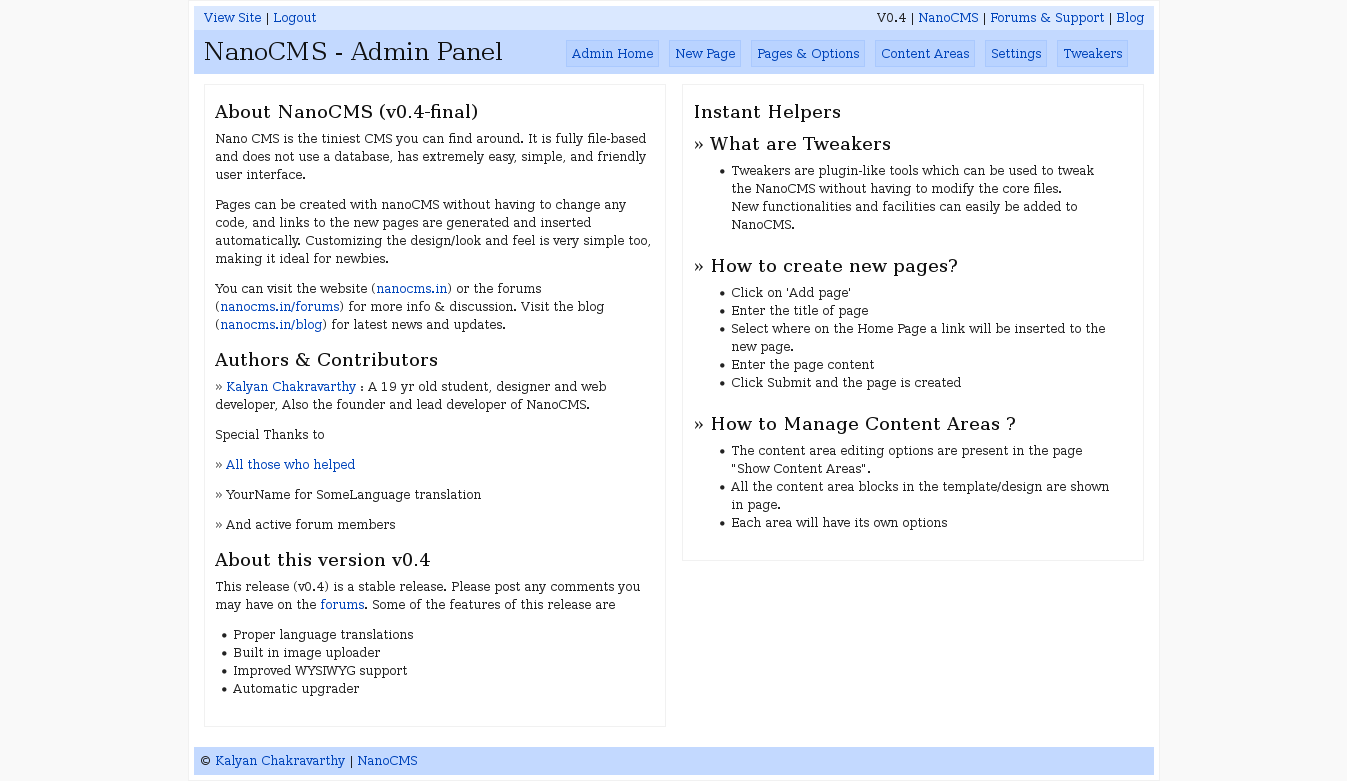 View Site | Logout
V0.4 | NanoCMS | Forums & Support | Blog
NanoCMS - Admin Panel
Admin Home
New Page
Pages & Options
Content Areas
Settings
Tweakers
About NanoCMS (v0.4-final)
Nano CMS is the tiniest CMS you can find around. It is fully file-based
and does not use a database, has extremely easy, simple, and friendly
user interface.
Pages can be created with nanoCMS without having to change any
code, and links to the new pages are generated and inserted
automatically. Customizing the design/look and feel is very simple too,
making it ideal for newbies.
You can visit the website (nanocms.in) or the forums
(nanocms.in/forums) for more info & discussion. Visit the blog
(nanocms.in/blog) for latest news and updates.
Authors & Contributors
» Kalyan Chakravarthy : A 19 yr old student, designer and web
developer, Also the founder and lead developer of NanoCMS.
Special Thanks to
» All those who helped
» YourName for SomeLanguage translation
» And active forum members
About this version v0.4
This release (v0.4) is a stable release. Please post any comments you
may have on the forums. Some of the features of this release are
• Proper language translations
• Built in image uploader
• Improved WYSIWYG support
• Automatic upgrader
Instant Helpers
» What are Tweakers
• Tweakers are plugin-like tools which can be used to tweak
the NanoCMS without having to modify the core files.
New functionalities and facilities can easily be added to
NanoCMS.
» How to create new pages?
• Click on 'Add page'
• Enter the title of page
• Select where on the Home Page a link will be inserted to the
new page.
• Enter the page content
• Click Submit and the page is created
» How to Manage Content Areas ?
• The content area editing options are present in the page
"Show Content Areas".
• All the content area blocks in the template/design are shown
in page.
• Each area will have its own options
© Kalyan Chakravarthy | NanoCMS